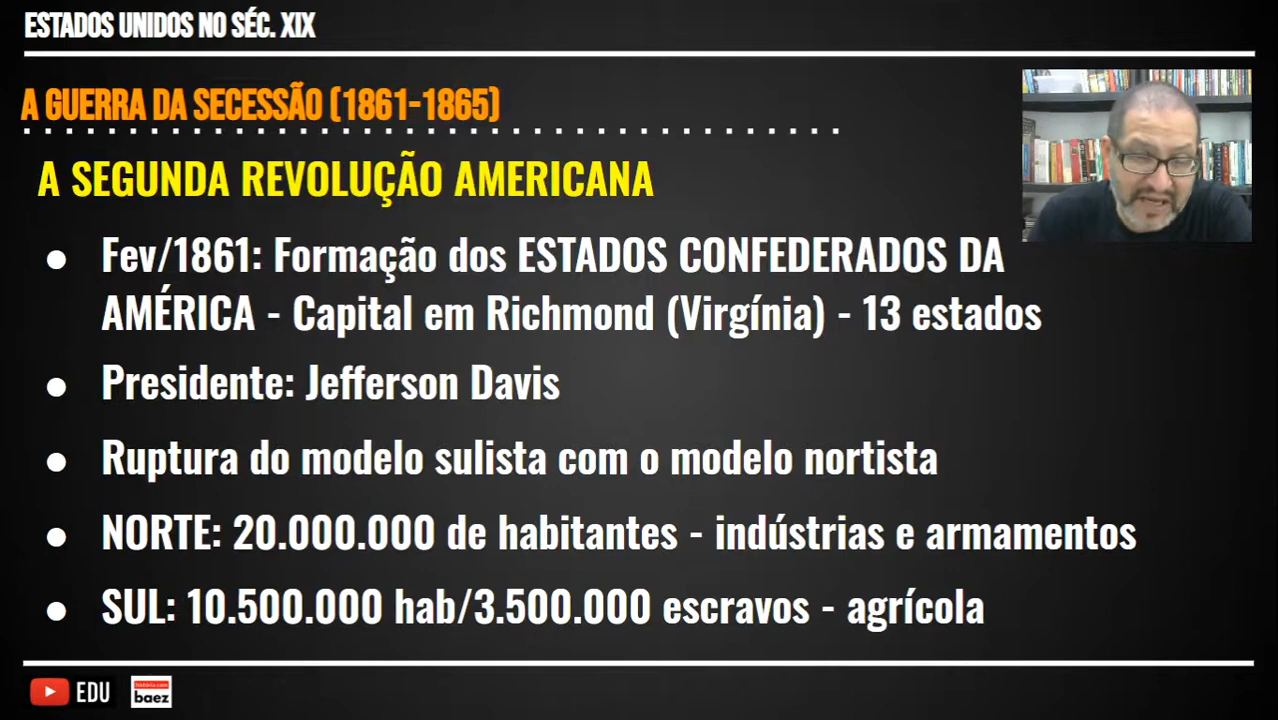 ESTADOS UNIDOS NO SÉC. XIX
A GUERRA DA SECESSÃO (1861-1865)
A SEGUNDA REVOLUÇÃO AMERICANA
● Fev/1861: Formação dos ESTADOS CONFEDERADOS DA
AMÉRICA - Capital em Richmond (Virgínia) - 13 estados
● Presidente: Jefferson Davis
● Ruptura do modelo sulista com o modelo nortista
● NORTE: 20.000.000 de habitantes - indústrias e armamentos
● SUL: 10.500.000 hab/3.500.000 escravos - agrícola
EDU
baez